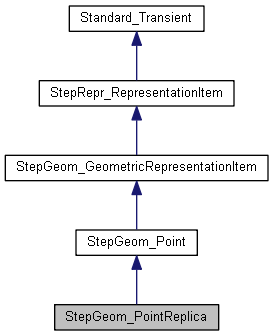 Standard_Transient
StepRepr_RepresentationItem
StepGeom_GeometricRepresentationItem
StepGeom_Point
StepGeom_PointReplica